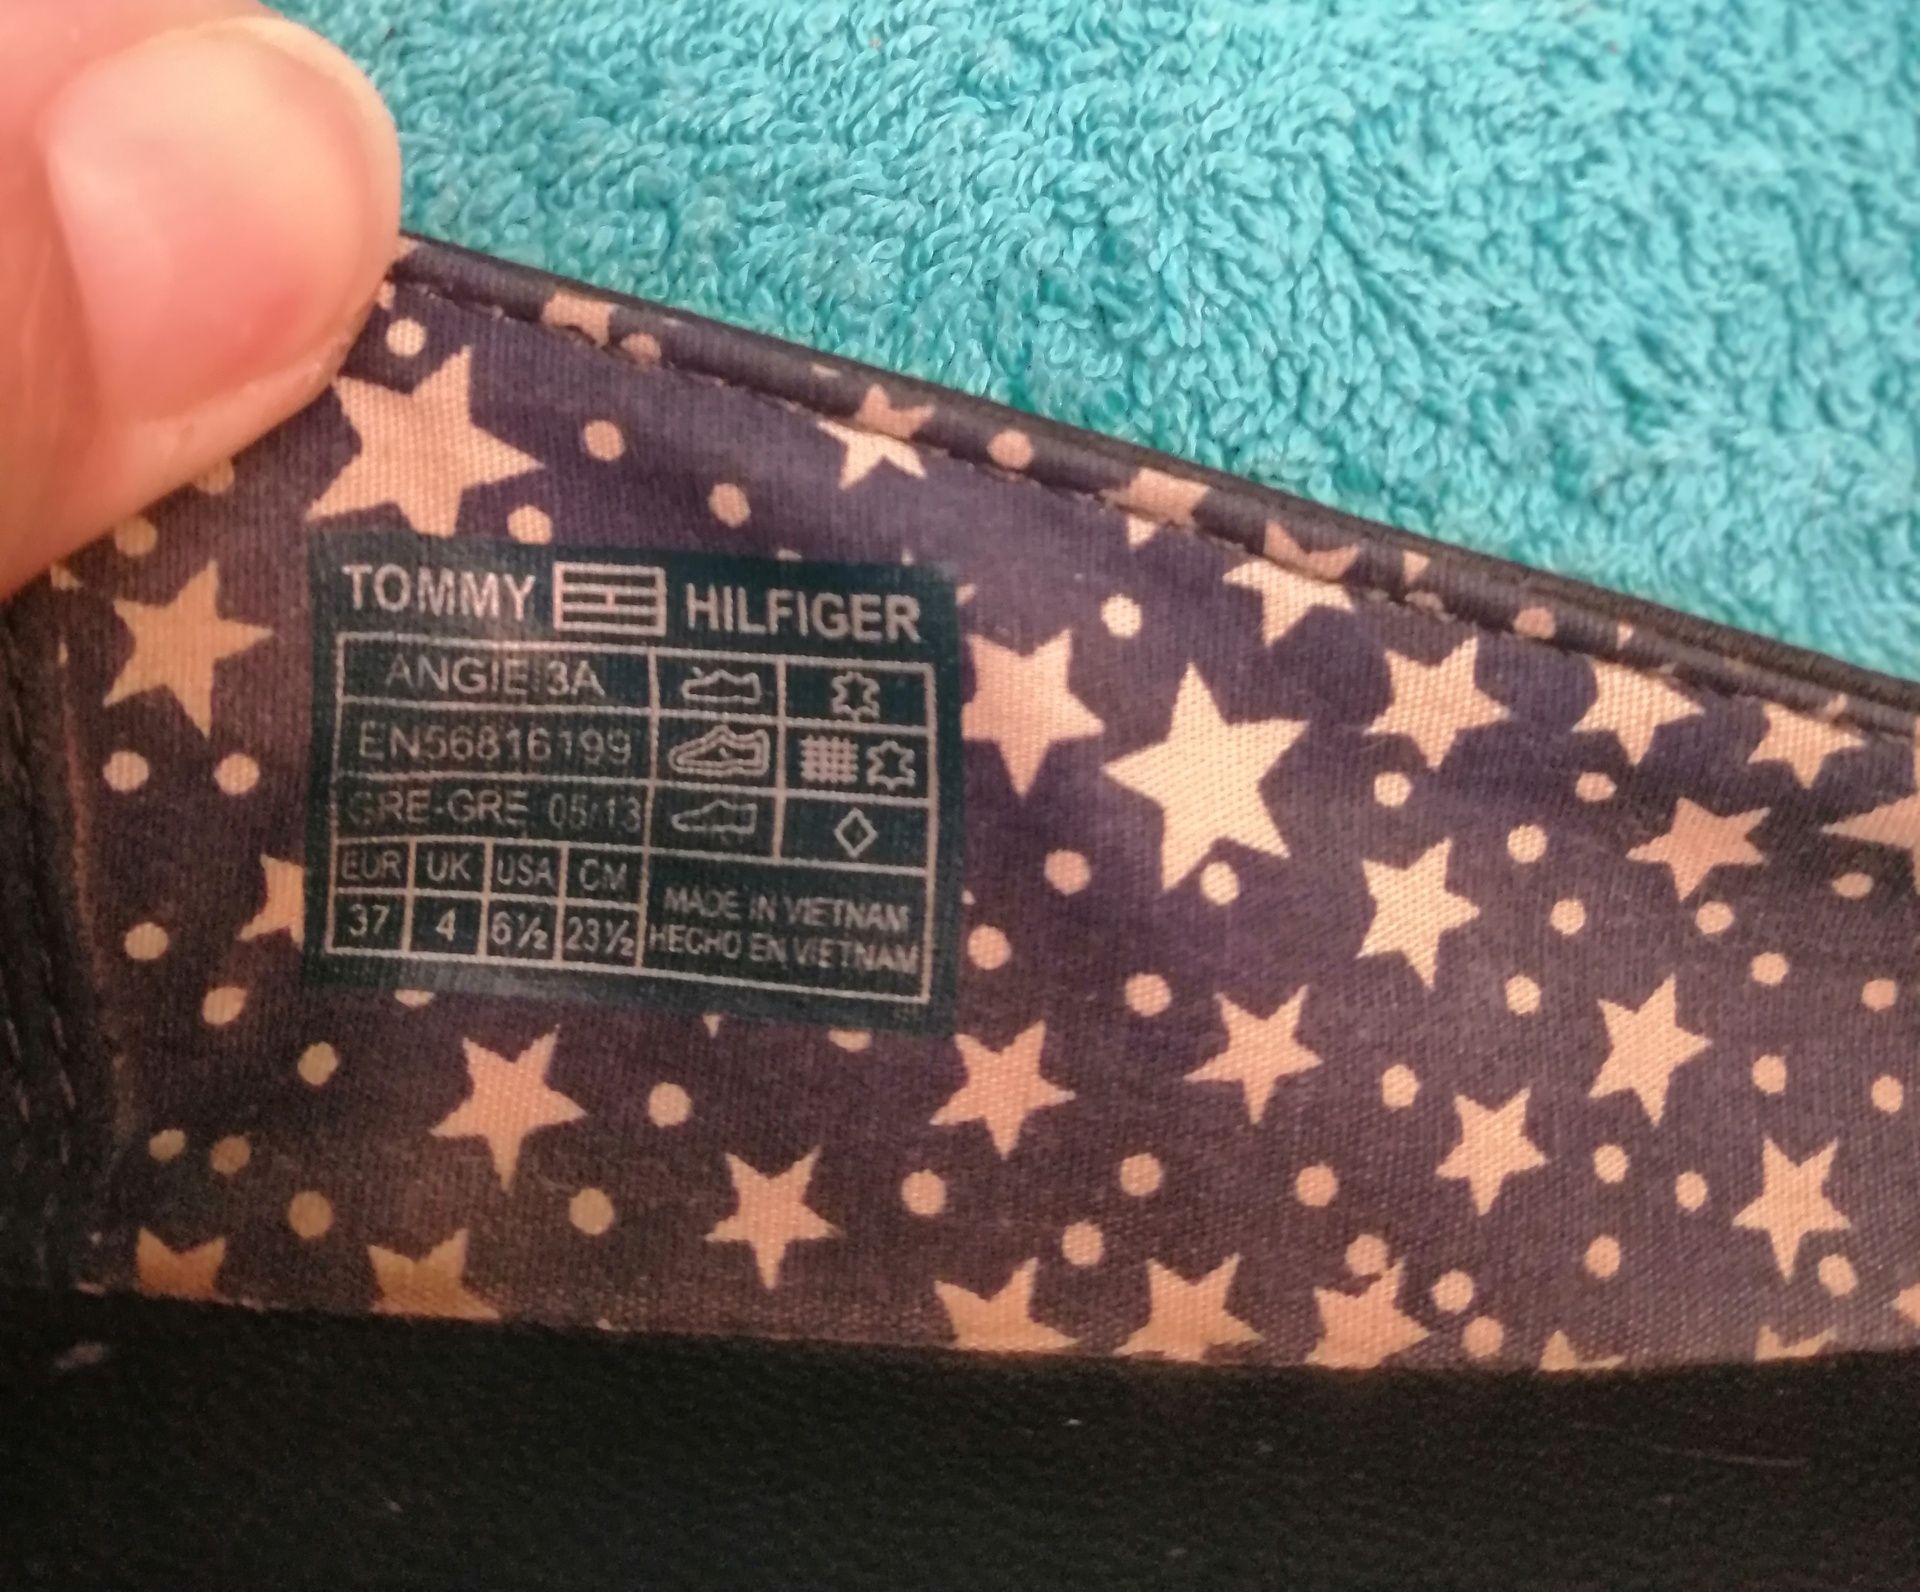 TOMMY HILFIGER
ANGIE 3A
EN56816199
GRE-GRE 05/13
EUR UK USA CM
37 4 6½ 23½
MADE IN VIETNAM
HECHO EN VIETNAM